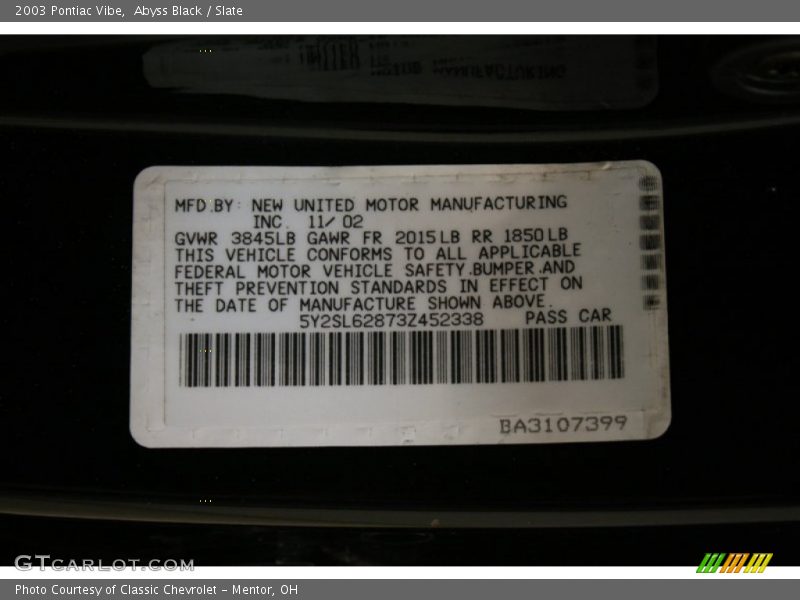 2003 Pontiac Vibe,  Abyss Black / Slate
MFD.BY: NEW UNITED MOTOR MANUFACTURING
INC. 11/ 02
GVWR 3845LB GAWR FR 2015LB RR 1850LB
THIS VEHICLE CONFORMS TO ALL APPLICABLE
FEDERAL MOTOR VEHICLE SAFETY.BUMPER.AND
THEFT PREVENTION STANDARDS IN EFFECT ON
THE DATE OF MANUFACTURE SHOWN ABOVE.
5Y2SL62873Z452338 PASS CAR
BA3107399
GTCARLOT.COM
Photo Courtesy of Classic Chevrolet - Mentor, OH